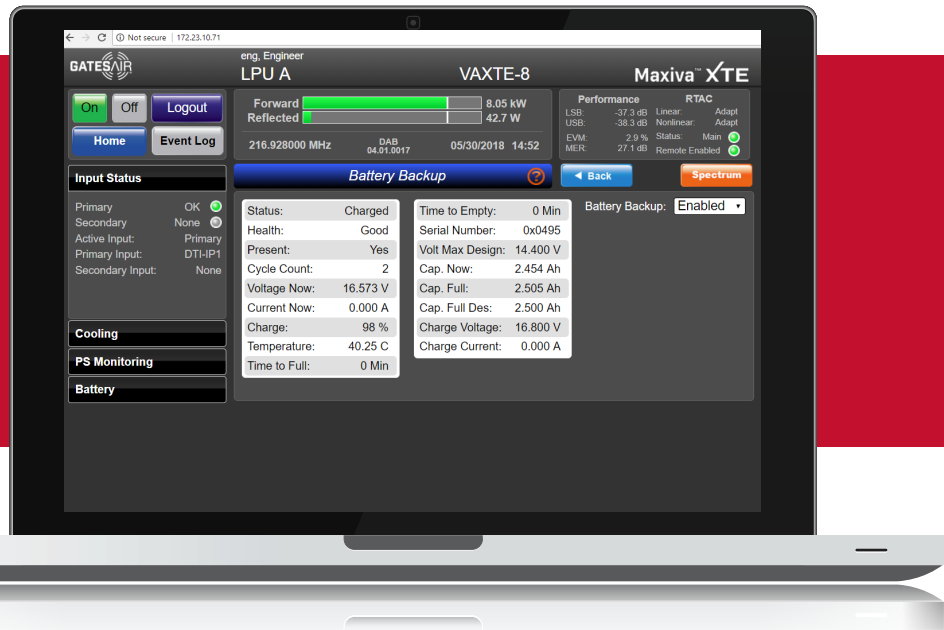 Not secure | 172.23.10.71
GATESAIR
eng, Engineer
LPU A
VAXTE-8
Maxiva™ XTE
On
Off
Logout
Home
Event Log
Forward 8.05 kW
Reflected 42.7 W
216.928000 MHz
DAB
04.01.0017
05/30/2018 14:52
Performance
RTAC
LSB: -37.3 dB Linear: Adapt
USB: -38.3 dB Nonlinear: Adapt
EVM: 2.9 % Status: Main
MER: 27.1 dB Remote Enabled
Input Status
Battery Backup
?
Back
Spectrum
Primary OK
Secondary None
Active Input: Primary
Primary Input: DTI-IP1
Secondary Input: None
Cooling
PS Monitoring
Battery
Status: Charged
Health: Good
Present: Yes
Cycle Count: 2
Voltage Now: 16.573 V
Current Now: 0.000 A
Charge: 98 %
Temperature: 40.25 C
Time to Full: 0 Min
Time to Empty: 0 Min
Serial Number: 0x0495
Volt Max Design: 14.400 V
Cap. Now: 2.454 Ah
Cap. Full: 2.505 Ah
Cap. Full Des: 2.500 Ah
Charge Voltage: 16.800 V
Charge Current: 0.000 A
Battery Backup: Enabled